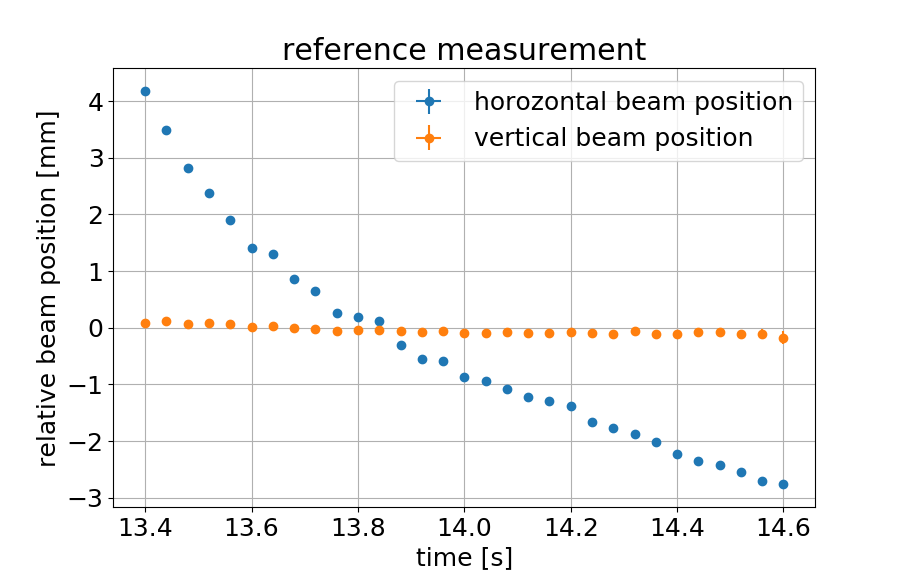 reference measurement
horozontal beam position
vertical beam position
relative beam position [mm]
4
3
2
1
0
−1
−2
−3
13.4 13.6 13.8 14.0 14.2 14.4 14.6
time [s]